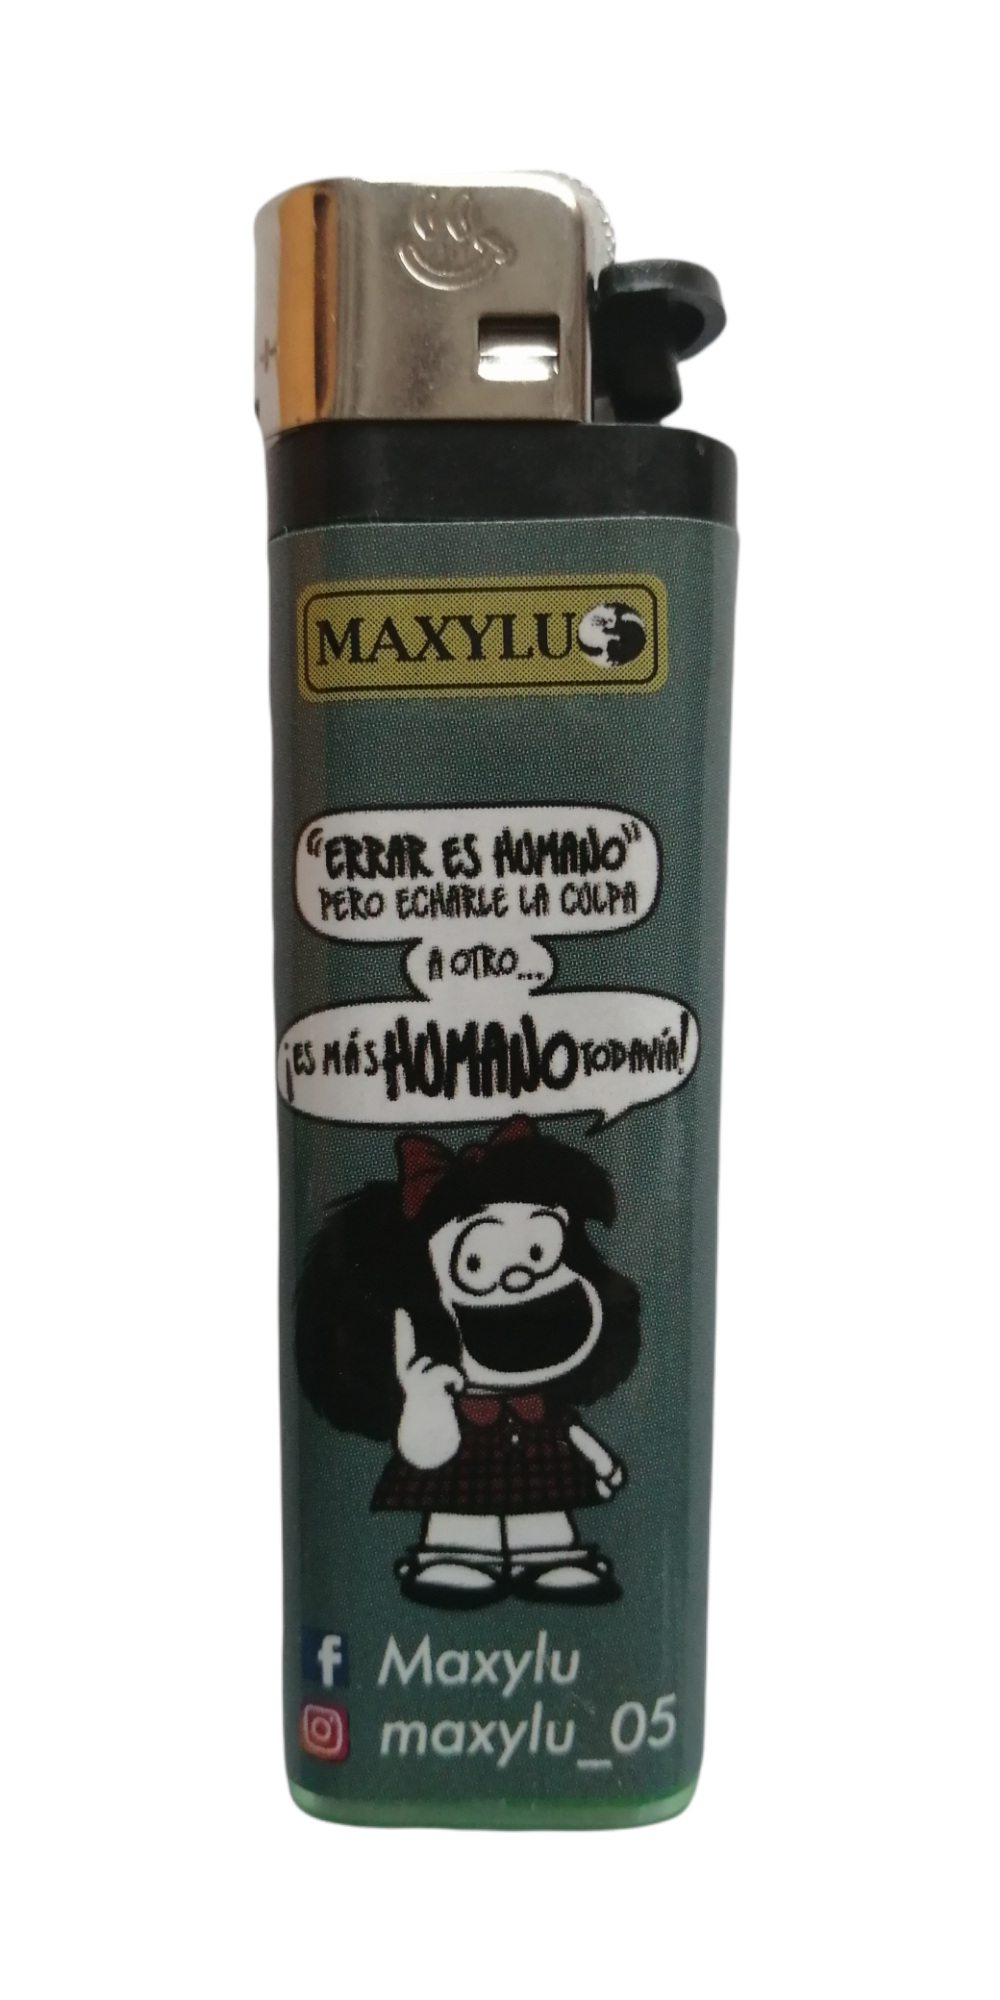 MAXYLU
"ERRAR ES HUMANO"
PERO ECHARLE LA CULPA
A OTRO...
¡ES MÁS HUMANO TODAVÍA!
f Maxylu
maxylu_05